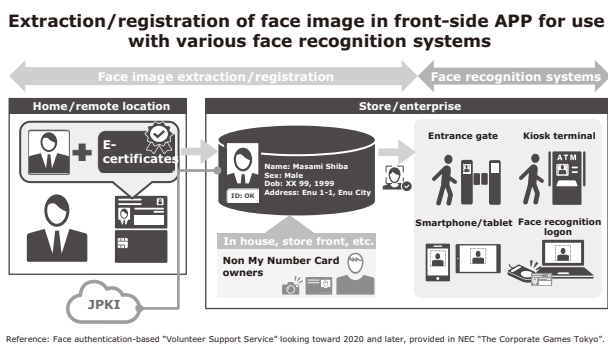 Extraction/registration of face image in front-side APP for use
with various face recognition systems
Face image extraction/registration
Face recognition systems
Home/remote location
Store/enterprise
E-
certificates
Name: Masami Shiba
Sex: Male
Dob: XX 99, 1999
Address: Enu 1-1, Enu City
ID: OK
In house, store front, etc.
Non My Number Card
owners
Entrance gate
Kiosk terminal
ATM
Smartphone/tablet
Face recognition
logon
JPKI
Reference: Face authentication-based “Volunteer Support Service” looking toward 2020 and later, provided in NEC “The Corporate Games Tokyo”.